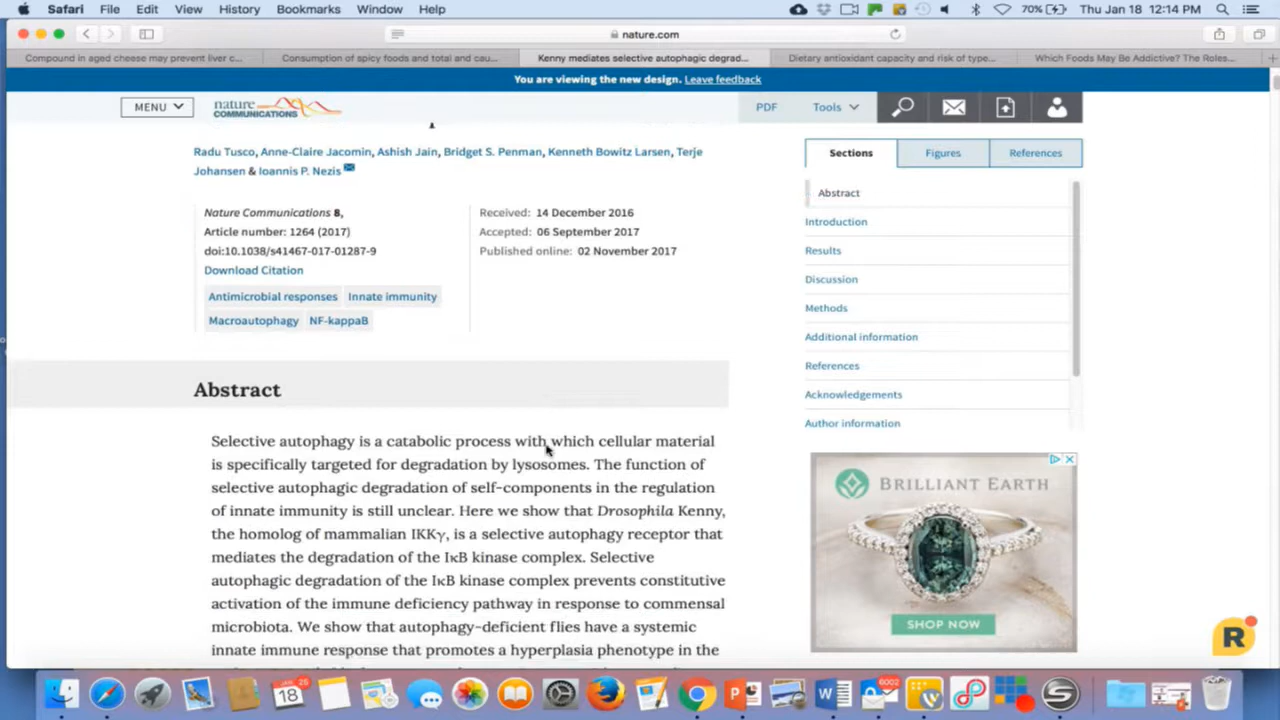 Safari File Edit View History Bookmarks Window Help 70% Thu Jan 18 12:14 PM
nature.com
Compound in aged cheese may prevent liver c... Consumption of spicy foods and total and cau... Kenny mediates selective autophagic degrad... Dietary antioxidant capacity and risk of type... Which Foods May Be Addictive? The Roles...
You are viewing the new design. Leave feedback
MENU nature COMMUNICATIONS PDF Tools
Radu Tusco, Anne-Claire Jacomin, Ashish Jain, Bridget S. Penman, Kenneth Bowitz Larsen, Terje
Johansen & Ioannis P. Nezis
Nature Communications 8,
Article number: 1264 (2017)
doi:10.1038/s41467-017-01287-9
Download Citation
Received: 14 December 2016
Accepted: 06 September 2017
Published online: 02 November 2017
Antimicrobial responses Innate immunity
Macroautophagy NF-kappaB
Abstract
Selective autophagy is a catabolic process with which cellular material
is specifically targeted for degradation by lysosomes. The function of
selective autophagic degradation of self-components in the regulation
of innate immunity is still unclear. Here we show that Drosophila Kenny,
the homolog of mammalian IKKγ, is a selective autophagy receptor that
mediates the degradation of the IκB kinase complex. Selective
autophagic degradation of the IκB kinase complex prevents constitutive
activation of the immune deficiency pathway in response to commensal
microbiota. We show that autophagy-deficient flies have a systemic
innate immune response that promotes a hyperplasia phenotype in the
Sections Figures References
Abstract
Introduction
Results
Discussion
Methods
Additional information
References
Acknowledgements
Author information
BRILLIANT EARTH
SHOP NOW
R
JAN 25
18
6002